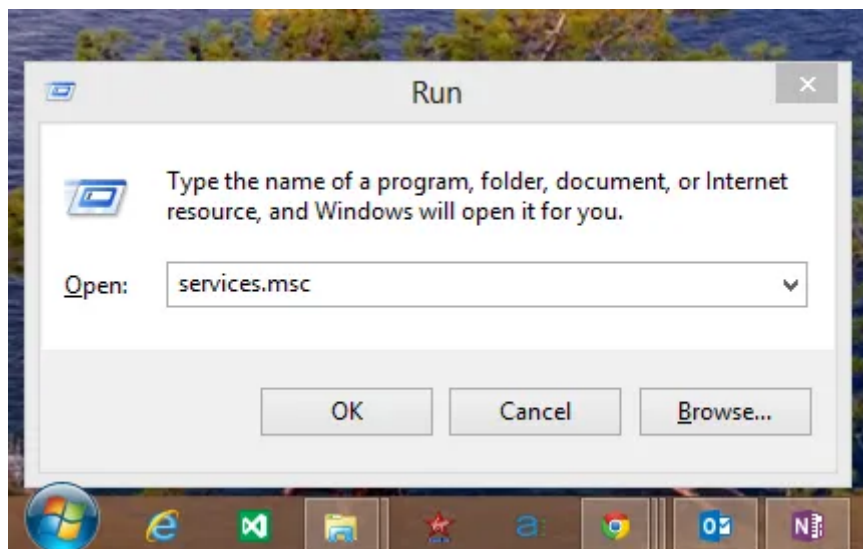 Run
Type the name of a program, folder, document, or Internet
resource, and Windows will open it for you.
Open: services.msc
OK Cancel Browse...